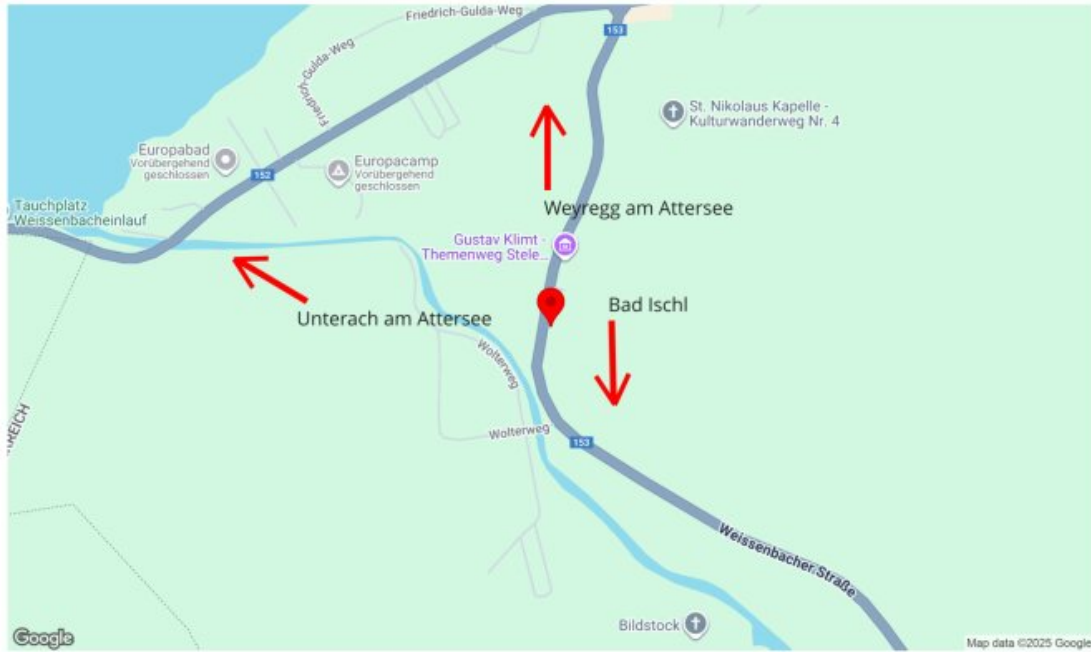 Friedrich-Gulda-Weg
153
Friedrich-Gulda-Weg
St. Nikolaus Kapelle -
Kulturwanderweg Nr. 4
Europabad
Vorübergehend
geschlossen
Europacamp
Vorübergehend
geschlossen
152
Tauchplatz
Weissenbacheinlauf
Weyregg am Attersee
Gustav Klimt -
Themenweg Stele...
Unterach am Attersee
Bad Ischl
Wolterweg
Wolterweg
153
REICH
Weissenbacher Straße
Bildstock
Google
Map data ©2025 Google